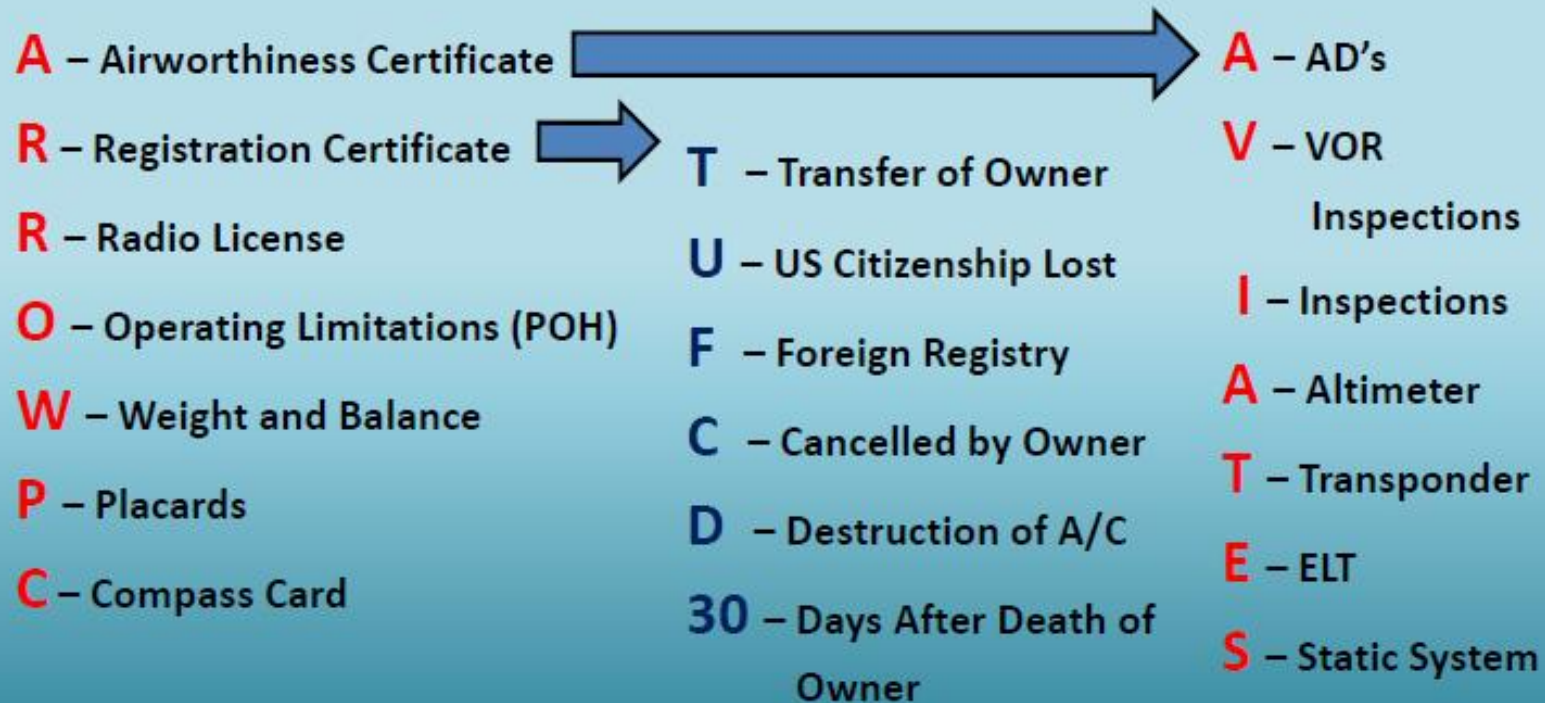 A – Airworthiness Certificate
R – Registration Certificate
R – Radio License
O – Operating Limitations (POH)
W – Weight and Balance
P – Placards
C – Compass Card
T – Transfer of Owner
U – US Citizenship Lost
F – Foreign Registry
C – Cancelled by Owner
D – Destruction of A/C
30 – Days After Death of
Owner
A – AD’s
V – VOR
Inspections
I – Inspections
A – Altimeter
T – Transponder
E – ELT
S – Static System